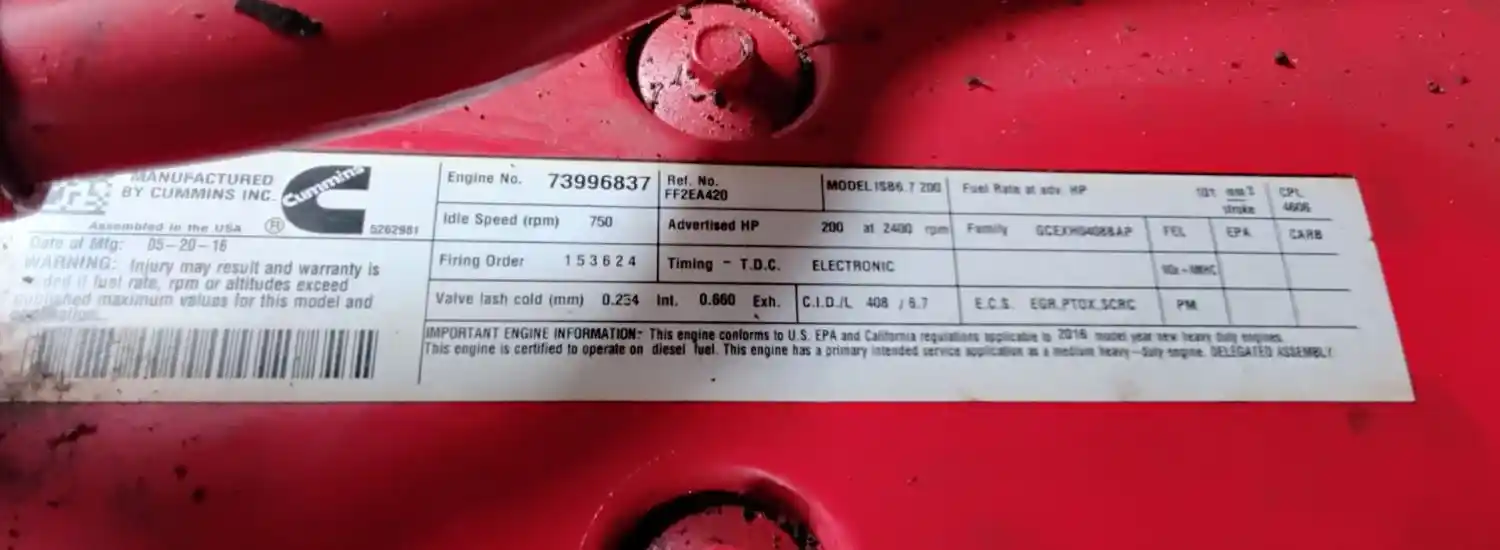 MANUFACTURED
BY CUMMINS INC.
Cummins
Assembled in the USA ® 5262981
Date of Mfg: 05-20-16
WARNING: Injury may result and warranty is
if fuel rate, rpm or altitudes exceed
published maximum values for this model and
application.
Engine No. 73996837
Idle Speed (rpm) 750
Firing Order 1 5 3 6 2 4
Valve lash cold (mm) 0.254 Int. 0.660 Exh.
Ref. No.
FF2EA420
Advertised HP 200 at 2400 rpm
Timing - T.D.C. ELECTRONIC
C.I.D./L 408 / 6.7
MODEL ISB6.7 200
Fuel Rate at adv. HP mm3
stroke
CPL
4606
Family FEL EPA CARB
E.C.S. EGR,PTOX,SCRC PM
IMPORTANT ENGINE INFORMATION: This engine conforms to U.S. EPA and California regulations applicable to 2016 model year new heavy duty engines.
This engine is certified to operate on diesel fuel. This engine has a primary intended service application as a medium heavy-duty engine. DELEGATED ASSEMBLY